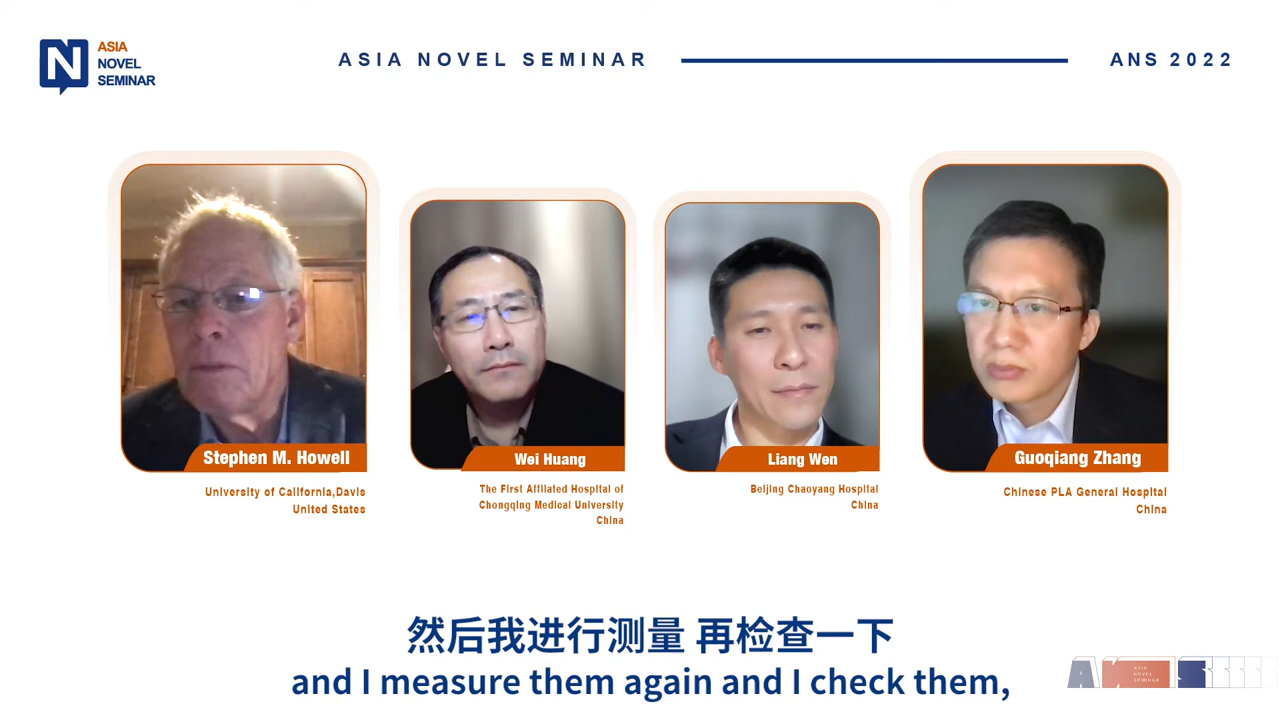 ASIA
NOVEL
SEMINAR
ASIA NOVEL SEMINAR
ANS 2022
Stephen M. Howell
University of California,Davis
United States
Wei Huang
The First Affiliated Hospital of
Chongqing Medical University
China
Liang Wen
Beijing Chaoyang Hospital
China
Guoqiang Zhang
Chinese PLA General Hospital
China
然后我进行测量 再检查一下
and I measure them again and I check them,
ASIA
NOVEL
SEMINAR